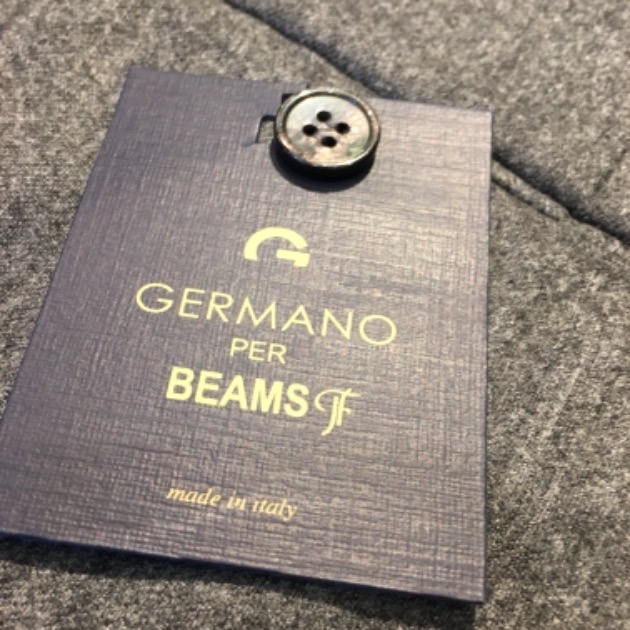 G
GERMANO
PER
BEAMS F
made in italy